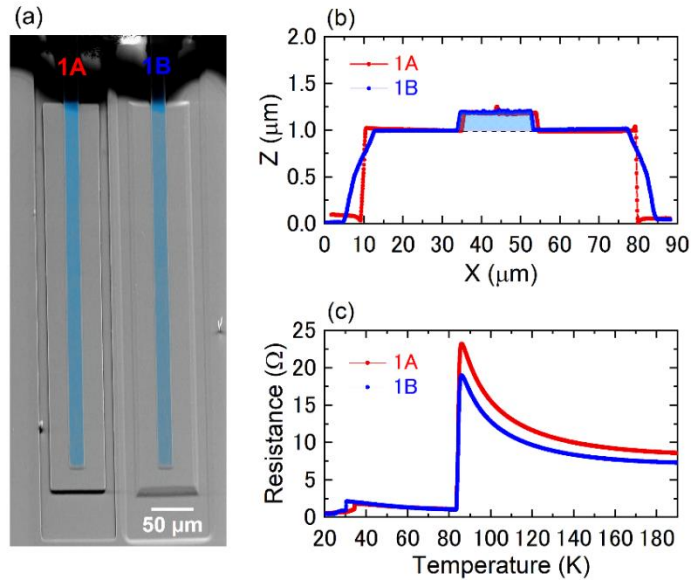 (a)
1A 1B
50 μm
(b)
2.0
1.5
1.0
0.5
0.0
Z (μm)
1A
1B
0 10 20 30 40 50 60 70 80 90
X (μm)
(c)
25
20
15
10
5
0
Resistance (Ω)
1A
1B
20 40 60 80 100 120 140 160 180
Temperature (K)